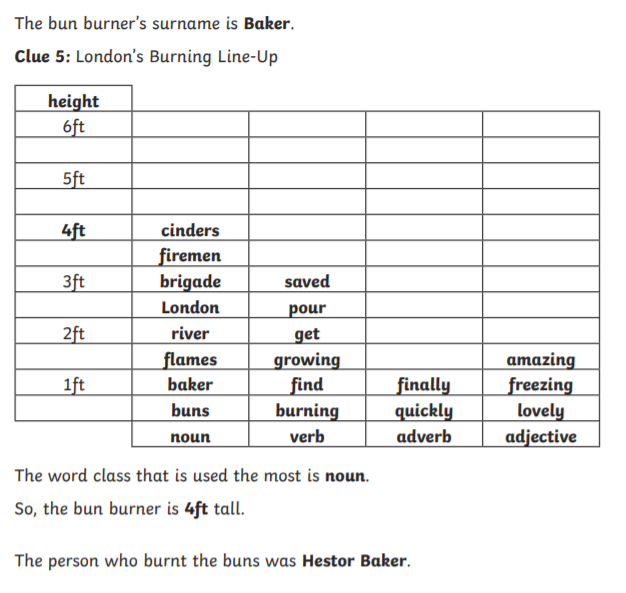 The bun burner's surname is Baker.
Clue 5: London's Burning Line-Up
height
6ft
5ft
4ft cinders
firemen
3ft brigade saved
London pour
2ft river get
flames growing amazing
1ft baker find finally freezing
buns burning quickly lovely
noun verb adverb adjective
The word class that is used the most is noun.
So, the bun burner is 4ft tall.
The person who burnt the buns was Hestor Baker.